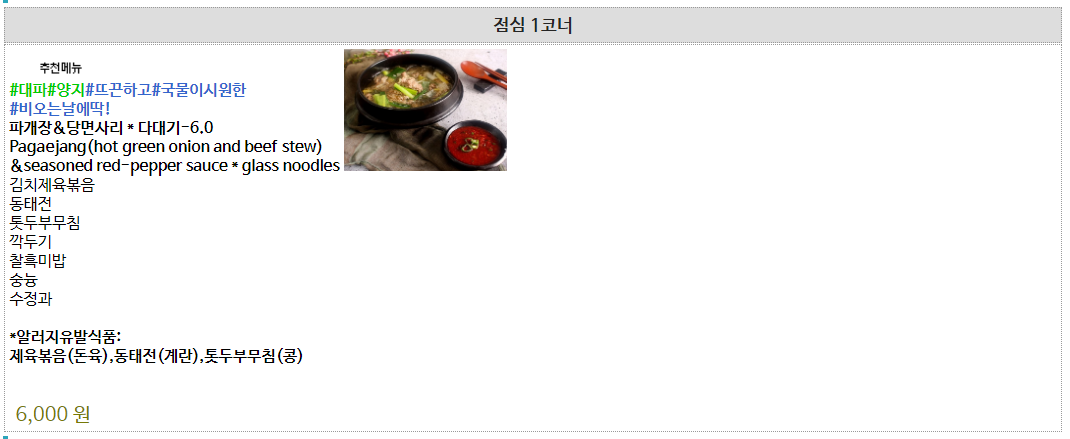 점심 1코너
추천메뉴
#대파#양지#뜨끈하고#국물이시원한
#비오는날에딱!
파개장&당면사리 * 다대기-6.0
Pagaejang(hot green onion and beef stew)
&seasoned red-pepper sauce * glass noodles
김치제육볶음
동태전
톳두부무침
깍두기
찰흑미밥
숭늉
수정과
*알러지유발식품:
제육볶음(돈육),동태전(계란),톳두부무침(콩)
6,000 원